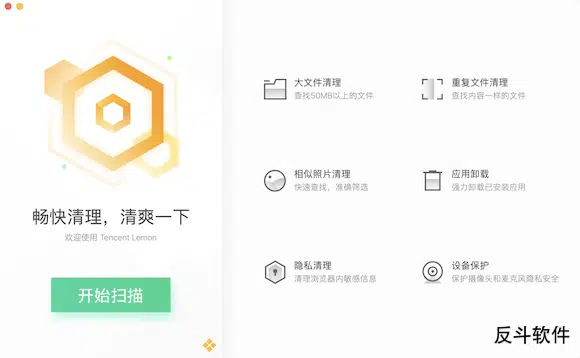 畅快清理，清爽一下
欢迎使用 Tencent Lemon
开始扫描
大文件清理
查找50MB以上的文件
重复文件清理
查找内容一样的文件
相似照片清理
快速查找，准确筛选
应用卸载
强力卸载已安装应用
隐私清理
清理浏览器内敏感信息
设备保护
保护摄像头和麦克风隐私安全
反斗软件